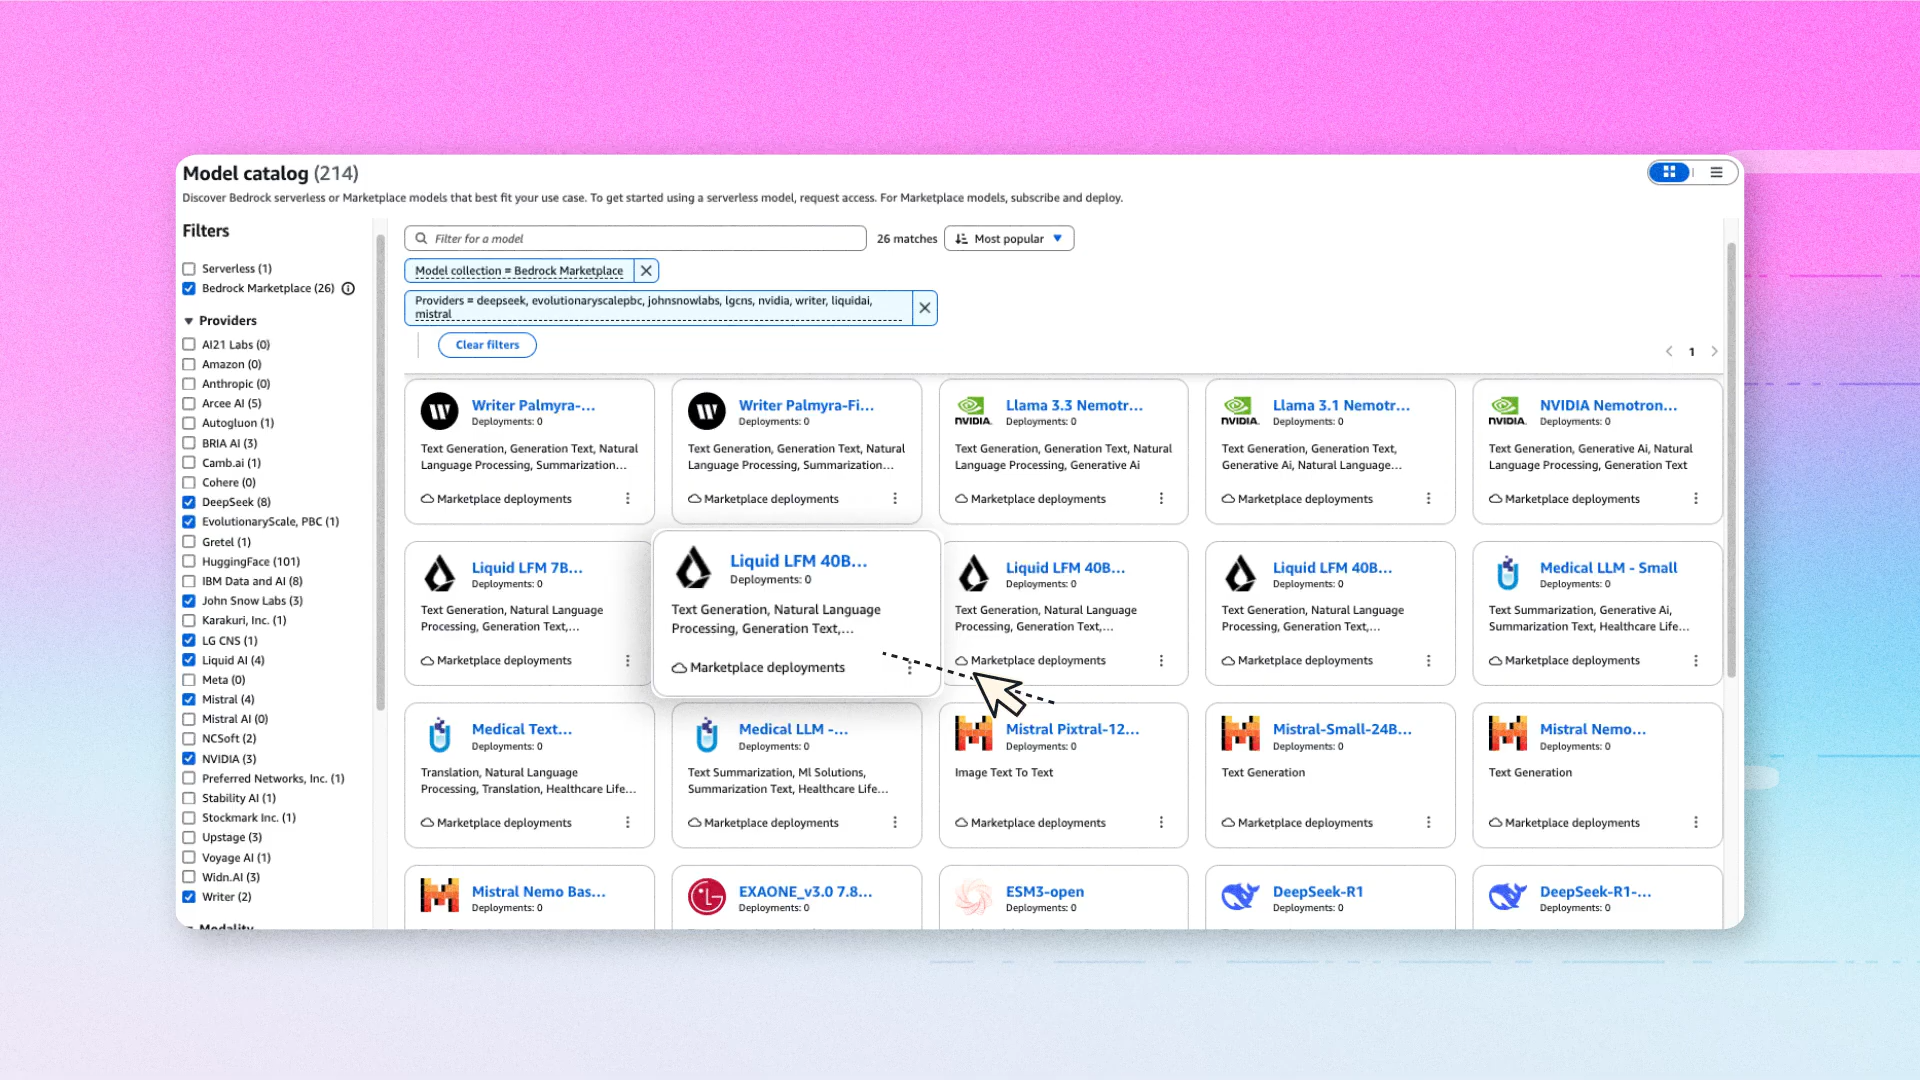 Model catalog (214)
Discover Bedrock serverless or Marketplace models that best fit your use case. To get started using a serverless model, request access. For Marketplace models, subscribe and deploy.
Filters
Serverless (1)
Bedrock Marketplace (26)
Providers
AI21 Labs (0)
Amazon (0)
Anthropic (0)
Arcee AI (5)
Autogluon (1)
BRIA AI (3)
Camb.ai (1)
Cohere (0)
DeepSeek (8)
EvolutionaryScale, PBC (1)
Gretel (1)
HuggingFace (101)
IBM Data and AI (8)
John Snow Labs (3)
Karakuri, Inc. (1)
LG CNS (1)
Liquid AI (4)
Meta (0)
Mistral (4)
Mistral AI (0)
NCSoft (2)
NVIDIA (3)
Preferred Networks, Inc. (1)
Stability AI (1)
Stockmark Inc. (1)
Upstage (3)
Voyage AI (1)
Widn.AI (3)
Writer (2)
Modality
Filter for a model
26 matches
Most popular
Model collection = Bedrock Marketplace
Providers = deepseek, evolutionaryscalepbc, johnsnowlabs, lgcns, nvidia, writer, liquidai,
mistral
Clear filters
1
Writer Palmyra-...
Deployments: 0
Text Generation, Generation Text, Natural
Language Processing, Summarization...
Marketplace deployments
Writer Palmyra-Fi...
Deployments: 0
Text Generation, Generation Text, Natural
Language Processing, Summarization...
Marketplace deployments
NVIDIA.
Llama 3.3 Nemotr...
Deployments: 0
Text Generation, Generation Text, Natural
Language Processing, Generative Ai
Marketplace deployments
NVIDIA.
Llama 3.1 Nemotr...
Deployments: 0
Text Generation, Generation Text,
Generative Ai, Natural Language...
Marketplace deployments
NVIDIA.
NVIDIA Nemotron...
Deployments: 0
Text Generation, Generative Ai, Natural
Language Processing, Generation Text
Marketplace deployments
Liquid LFM 7B...
Deployments: 0
Text Generation, Natural Language
Processing, Generation Text,...
Marketplace deployments
Liquid LFM 40B...
Deployments: 0
Text Generation, Natural Language
Processing, Generation Text,...
Marketplace deployments
Liquid LFM 40B...
Deployments: 0
Text Generation, Natural Language
Processing, Generation Text,...
Marketplace deployments
Liquid LFM 40B...
Deployments: 0
Text Generation, Natural Language
Processing, Generation Text,...
Marketplace deployments
Medical LLM - Small
Deployments: 0
Text Summarization, Generative Ai,
Summarization Text, Healthcare Life...
Marketplace deployments
Medical Text...
Deployments: 0
Translation, Natural Language
Processing, Translation, Healthcare Life...
Marketplace deployments
Medical LLM -...
Deployments: 0
Text Summarization, Ml Solutions,
Summarization Text, Healthcare Life...
Marketplace deployments
Mistral Pixtral-12...
Deployments: 0
Image Text To Text
Marketplace deployments
Mistral-Small-24B...
Deployments: 0
Text Generation
Marketplace deployments
Mistral Nemo...
Deployments: 0
Text Generation
Marketplace deployments
Mistral Nemo Bas...
Deployments: 0
EXAONE_v3.0 7.8...
Deployments: 0
ESM3-open
Deployments: 0
DeepSeek-R1
Deployments: 0
DeepSeek-R1-...
Deployments: 0